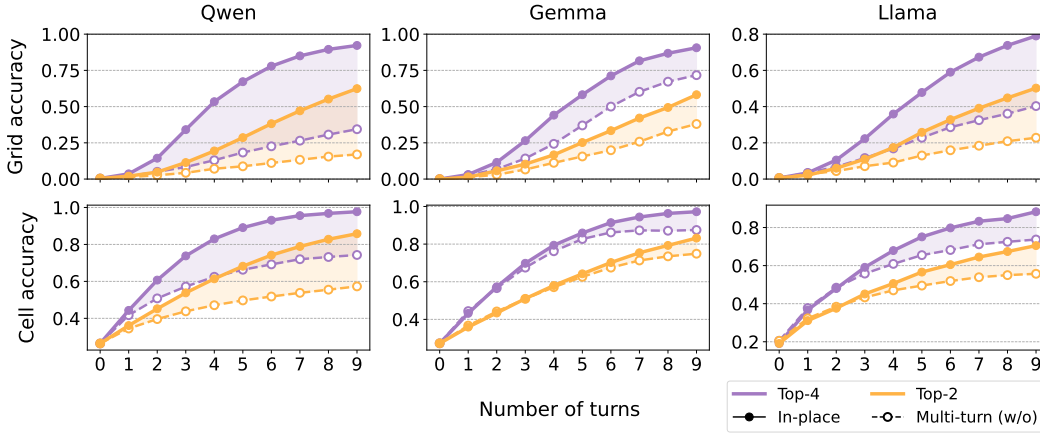 Qwen
Gemma
Llama
Grid accuracy
1.00
0.75
0.50
0.25
0.00
1.00
0.75
0.50
0.25
0.00
0.8
0.6
0.4
0.2
0.0
Cell accuracy
1.0
0.8
0.6
0.4
1.0
0.8
0.6
0.4
0.8
0.6
0.4
0.2
0 1 2 3 4 5 6 7 8 9
0 1 2 3 4 5 6 7 8 9
0 1 2 3 4 5 6 7 8 9
Number of turns
Top-4
Top-2
In-place
Multi-turn (w/o)